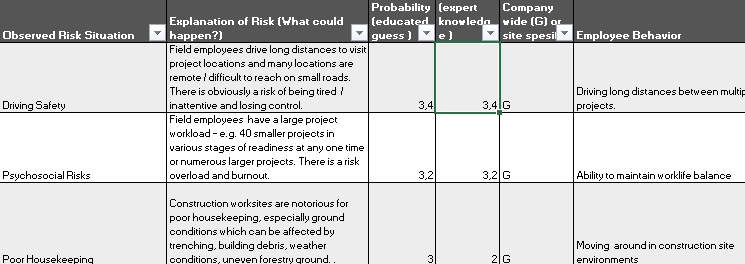 Observed Risk Situation
Explanation of Risk (What could
happen?)
Probability
(educated
guess )
(expert
knowledg
e )
Company
wide (G) or
site spesif
Employee Behavior
Driving Safety
Field employees drive long distances to visit
project locations and many locations are
remote / difficult to reach on small roads.
There is obviously a risk of being tired /
inattentive and losing control.
3,4
3,4
G
Driving long distances between multip
projects.
Psychosocial Risks
Field employees have a large project
workload - e.g. 40 smaller projects in
various stages of readiness at any one time
or numerous larger projects. There is a risk
overload and burnout.
3,2
3,2
G
Ability to maintain worklife balance
Poor Housekeeping
Construction worksites are notorious for
poor housekeeping, especially ground
conditions which can be affected by
trenching, building debris, weather
conditions, uneven forestry ground. .
3
2
G
Moving around in construction site
environments